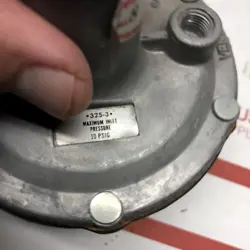 •325-3•
MAXIMUM INLET
PRESSURE
10 PSIG